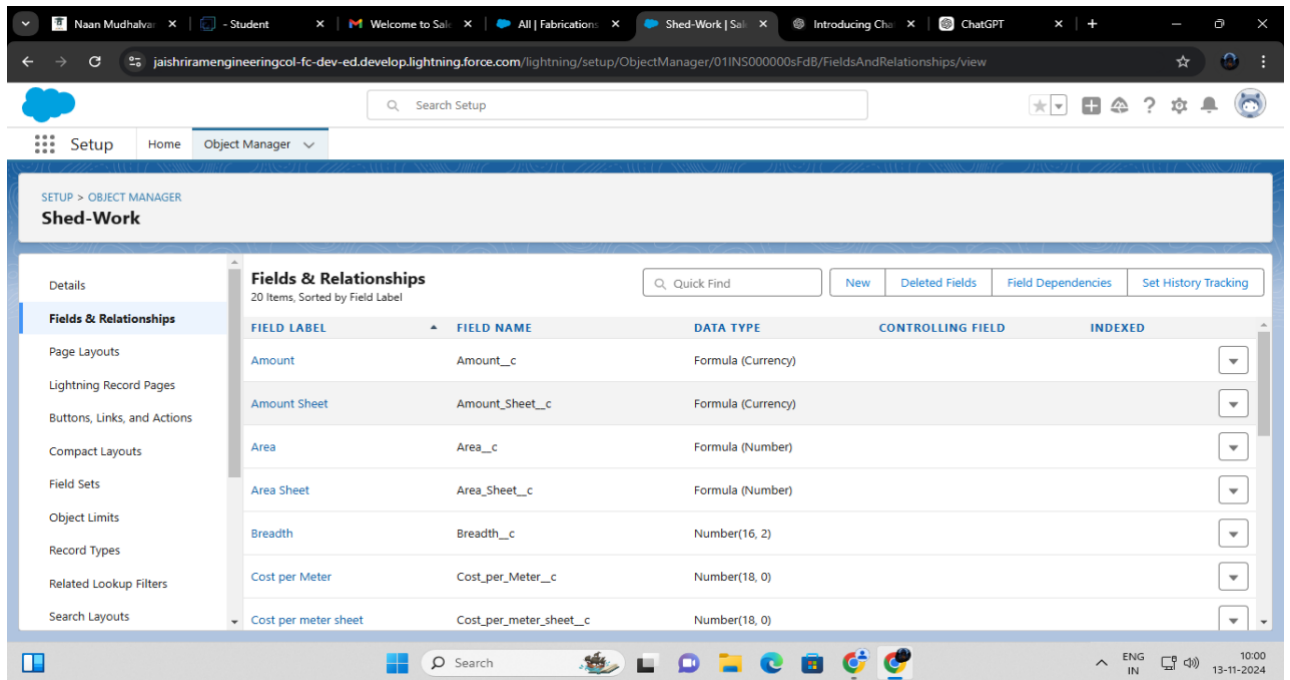 Naan Mudhalvar
- Student
Welcome to Sale
All | Fabrications
Shed-Work | Sal
Introducing Cha
ChatGPT
jaishriramengineeringcol-fc-dev-ed.develop.lightning.force.com/lightning/setup/ObjectManager/01INS000000sFdB/FieldsAndRelationships/view
Search Setup
Setup
Home
Object Manager
SETUP > OBJECT MANAGER
Shed-Work
Details
Fields & Relationships
Page Layouts
Lightning Record Pages
Buttons, Links, and Actions
Compact Layouts
Field Sets
Object Limits
Record Types
Related Lookup Filters
Search Layouts
Fields & Relationships
20 Items, Sorted by Field Label
Quick Find
New
Deleted Fields
Field Dependencies
Set History Tracking
FIELD LABEL FIELD NAME DATA TYPE CONTROLLING FIELD INDEXED
Amount Amount__c Formula (Currency)
Amount Sheet Amount_Sheet__c Formula (Currency)
Area Area__c Formula (Number)
Area Sheet Area_Sheet__c Formula (Number)
Breadth Breadth__c Number(16, 2)
Cost per Meter Cost_per_Meter__c Number(18, 0)
Cost per meter sheet Cost_per_meter_sheet__c Number(18, 0)
Search
ENG
IN
10:00
13-11-2024